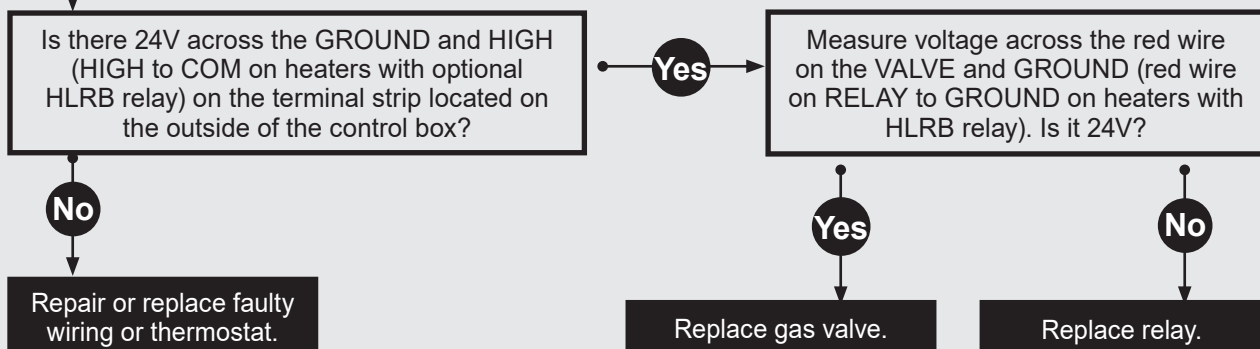 Is there 24V across the GROUND and HIGH
(HIGH to COM on heaters with optional
HLRB relay) on the terminal strip located on
the outside of the control box?
Yes
Measure voltage across the red wire
on the VALVE and GROUND (red wire
on RELAY to GROUND on heaters with
HLRB relay). Is it 24V?
No
Yes
No
Repair or replace faulty
wiring or thermostat.
Replace gas valve.
Replace relay.